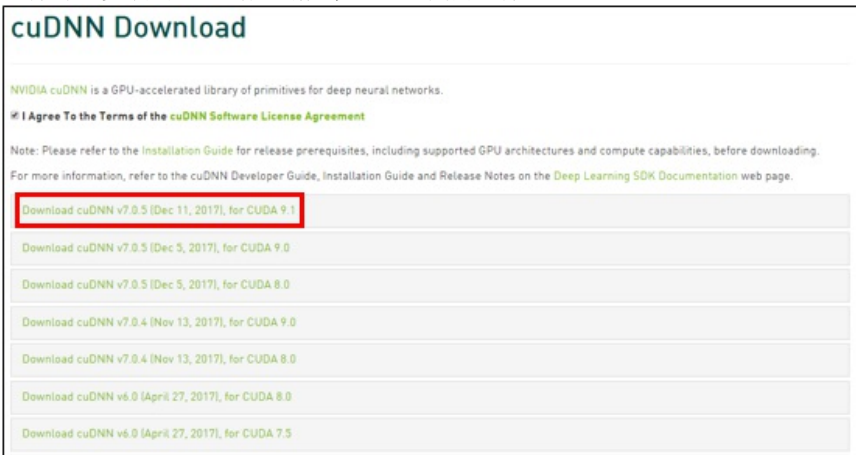 cuDNN Download
NVIDIA cuDNN is a GPU-accelerated library of primitives for deep neural networks.
I Agree To the Terms of the cuDNN Software License Agreement
Note: Please refer to the Installation Guide for release prerequisites, including supported GPU architectures and compute capabilities, before downloading.
For more information, refer to the cuDNN Developer Guide, Installation Guide and Release Notes on the Deep Learning SDK Documentation web page.
Download cuDNN v7.0.5 (Dec 11, 2017), for CUDA 9.1
Download cuDNN v7.0.5 (Dec 5, 2017), for CUDA 9.0
Download cuDNN v7.0.5 (Dec 5, 2017), for CUDA 8.0
Download cuDNN v7.0.4 (Nov 13, 2017), for CUDA 9.0
Download cuDNN v7.0.4 (Nov 13, 2017), for CUDA 8.0
Download cuDNN v6.0 (April 27, 2017), for CUDA 8.0
Download cuDNN v6.0 (April 27, 2017), for CUDA 7.5